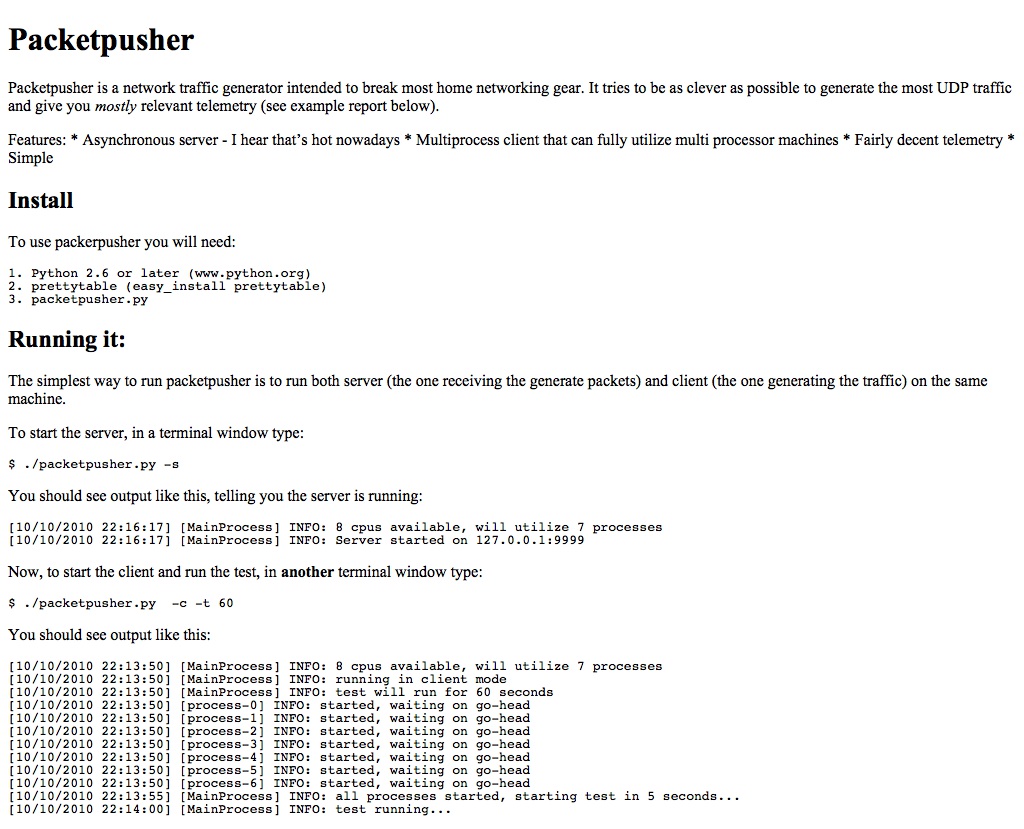 Packetpusher
Packetpusher is a network traffic generator intended to break most home networking gear. It tries to be as clever as possible to generate the most UDP traffic
and give you mostly relevant telemetry (see example report below).
Features: * Asynchronous server - I hear that's hot nowadays * Multiprocess client that can fully utilize multi processor machines * Fairly decent telemetry *
Simple
Install
To use packerpusher you will need:
1. Python 2.6 or later (www.python.org)
2. prettytable (easy_install prettytable)
3. packetpusher.py
Running it:
The simplest way to run packetpusher is to run both server (the one receiving the generate packets) and client (the one generating the traffic) on the same
machine.
To start the server, in a terminal window type:
$ ./packetpusher.py -s
You should see output like this, telling you the server is running:
[10/10/2010 22:16:17] [MainProcess] INFO: 8 cpus available, will utilize 7 processes
[10/10/2010 22:16:17] [MainProcess] INFO: Server started on 127.0.0.1:9999
Now, to start the client and run the test, in another terminal window type:
$ ./packetpusher.py  -c -t 60
You should see output like this:
[10/10/2010 22:13:50] [MainProcess] INFO: 8 cpus available, will utilize 7 processes
[10/10/2010 22:13:50] [MainProcess] INFO: running in client mode
[10/10/2010 22:13:50] [MainProcess] INFO: test will run for 60 seconds
[10/10/2010 22:13:50] [process-0] INFO: started, waiting on go-head
[10/10/2010 22:13:50] [process-1] INFO: started, waiting on go-head
[10/10/2010 22:13:50] [process-2] INFO: started, waiting on go-head
[10/10/2010 22:13:50] [process-3] INFO: started, waiting on go-head
[10/10/2010 22:13:50] [process-4] INFO: started, waiting on go-head
[10/10/2010 22:13:50] [process-5] INFO: started, waiting on go-head
[10/10/2010 22:13:50] [process-6] INFO: started, waiting on go-head
[10/10/2010 22:13:55] [MainProcess] INFO: all processes started, starting test in 5 seconds...
[10/10/2010 22:14:00] [MainProcess] INFO: test running...